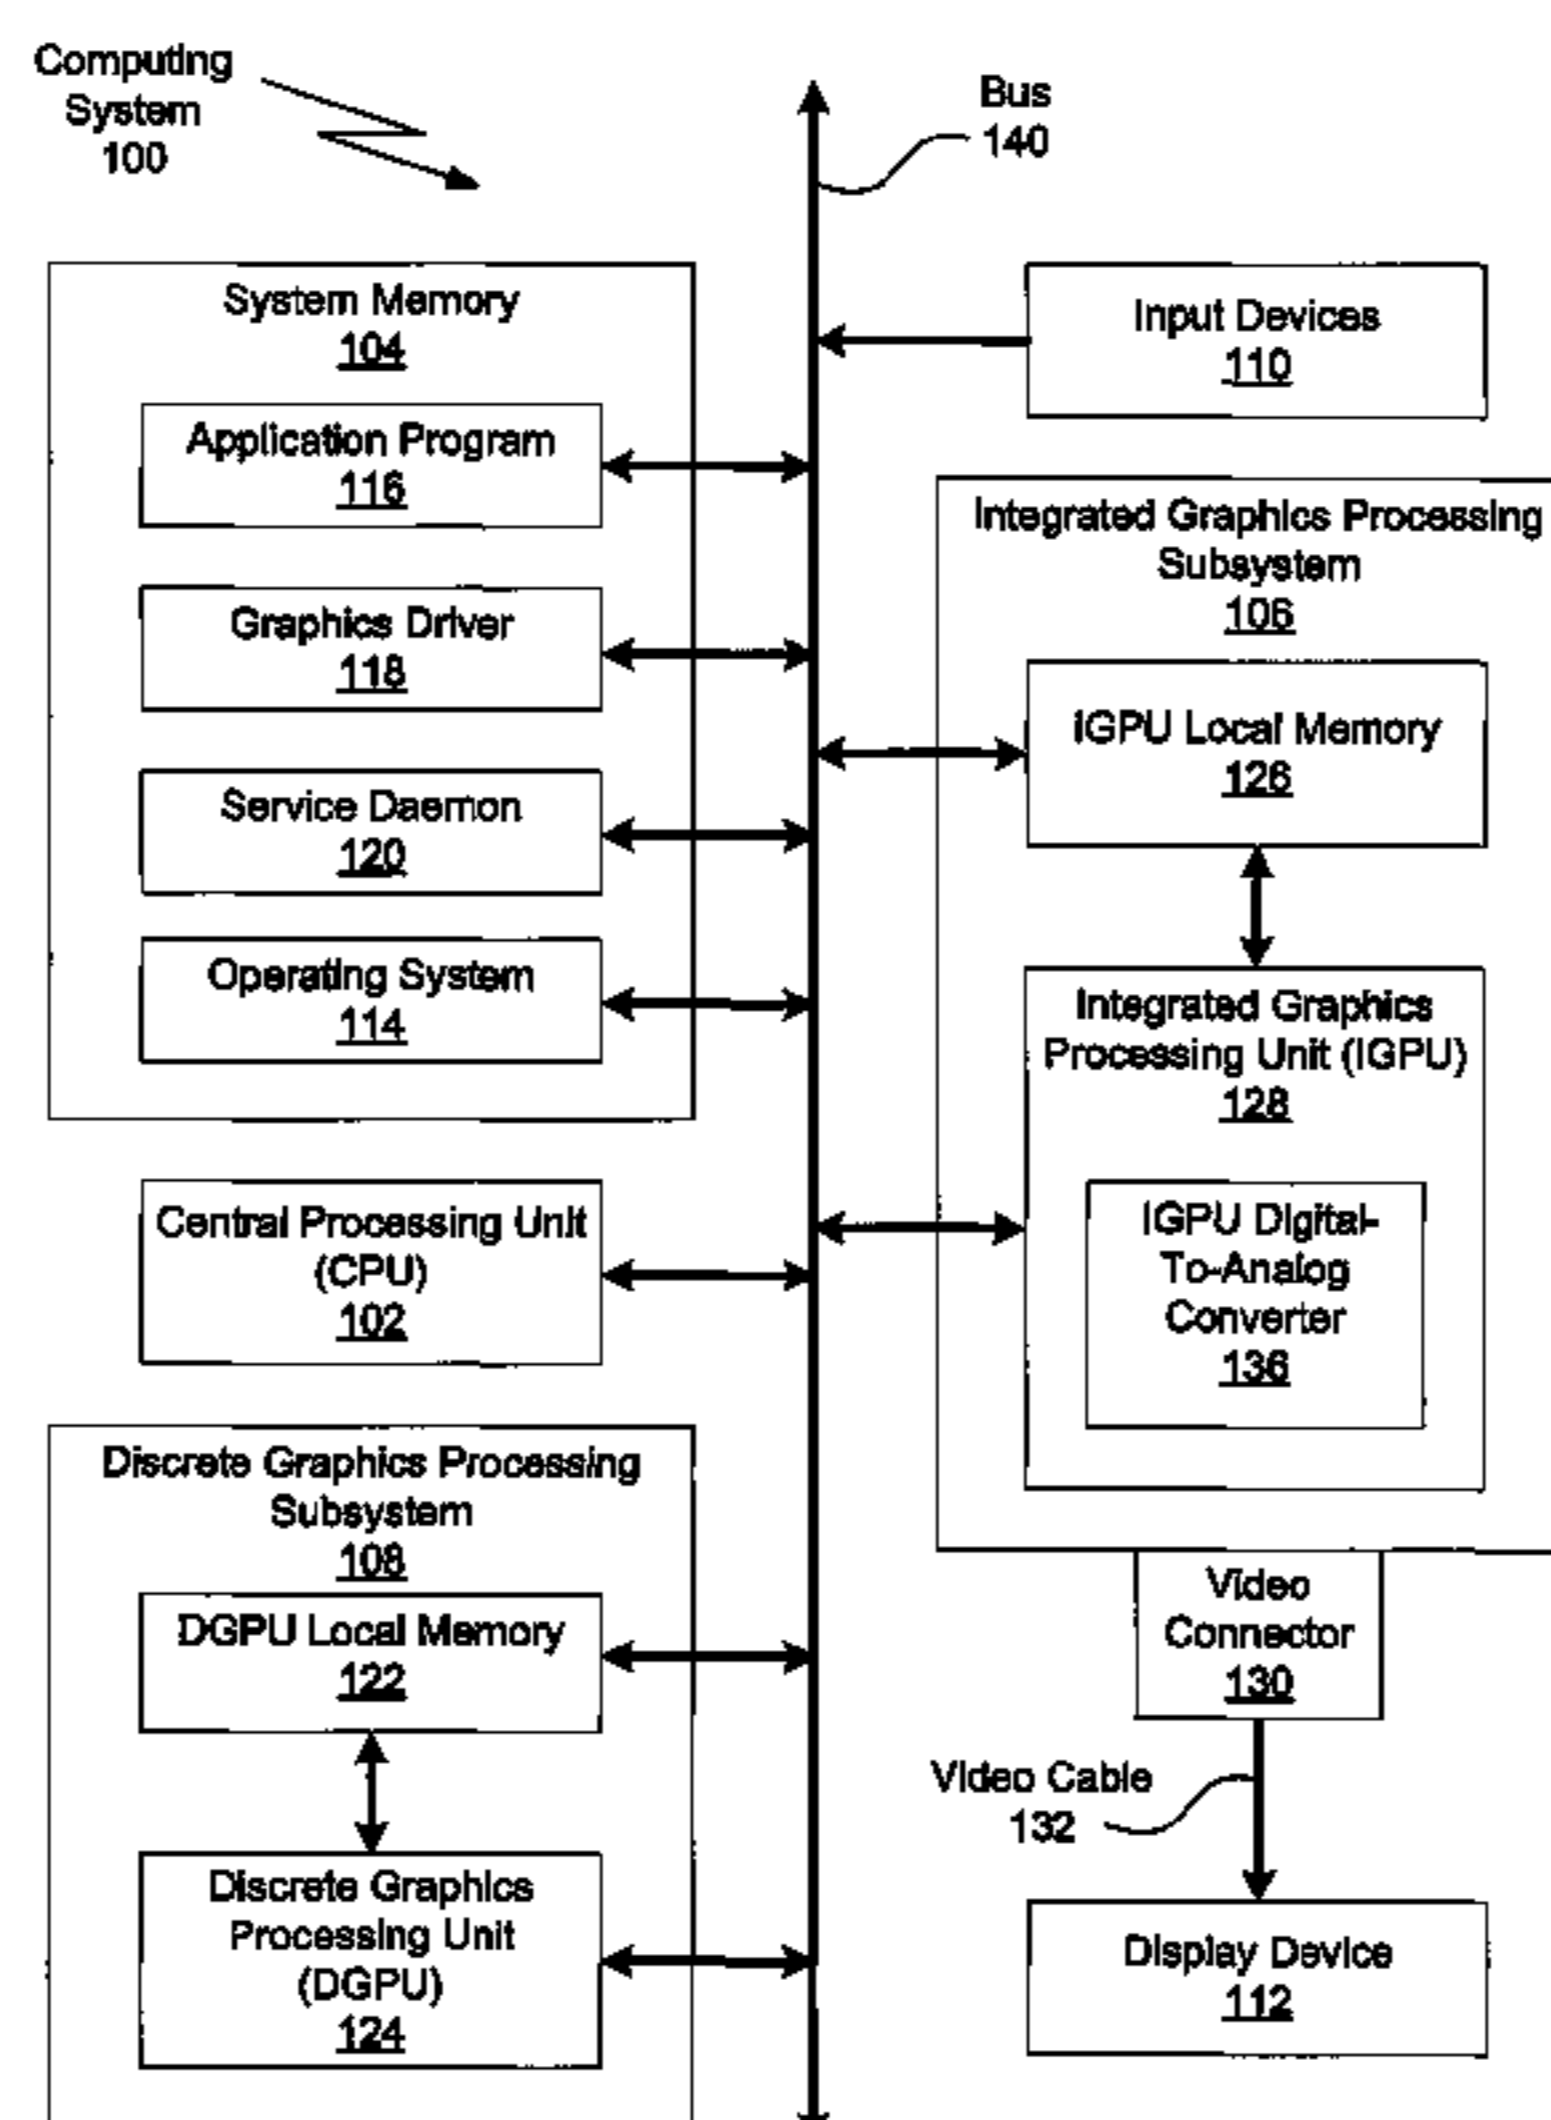 Computing
System
100
Bus
140
System Memory
104
Application Program
116
Graphics Driver
118
Service Daemon
120
Operating System
114
Central Processing Unit
(CPU)
102
Discrete Graphics Processing
Subsystem
108
DGPU Local Memory
122
Discrete Graphics
Processing Unit
(DGPU)
124
Input Devices
110
Integrated Graphics Processing
Subsystem
106
IGPU Local Memory
126
Integrated Graphics
Processing Unit (IGPU)
128
IGPU Digital-
To-Analog
Converter
136
Video
Connector
130
Video Cable
132
Display Device
112